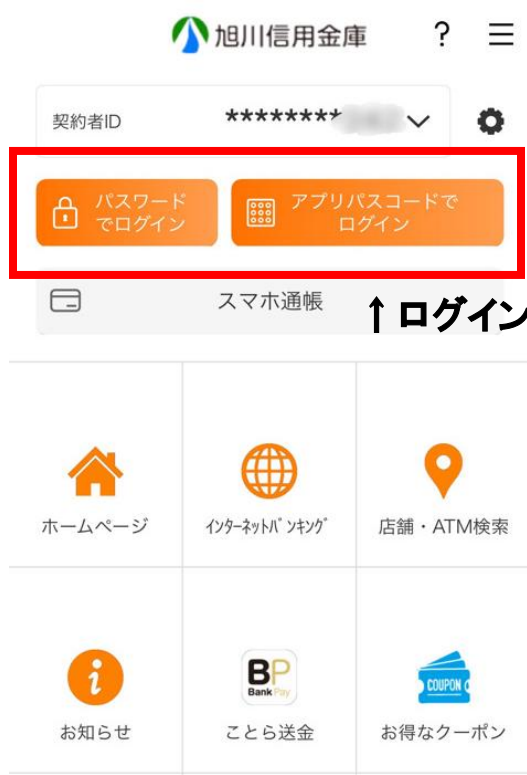 旭川信用金庫 ?
契約者ID ********
パスワード
でログイン
アプリパスコードで
ログイン
スマホ通帳
↑ログイン
ホームページ
インターネットバンキング
店舗・ATM検索
お知らせ
BP
Bank Pay
ことら送金
COUPON
お得なクーポン